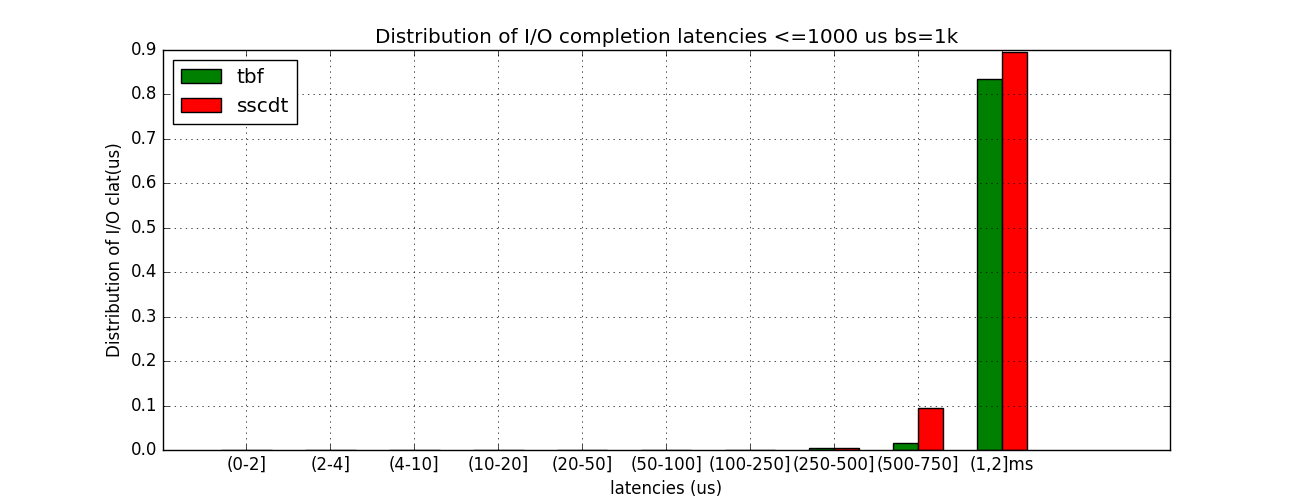 Distribution of I/O completion latencies <=1000 us bs=1k
tbf
sscdt
Distribution of I/O clat(us)
0.9
0.8
0.7
0.6
0.5
0.4
0.3
0.2
0.1
0.0
(0-2] (2-4] (4-10] (10-20] (20-50] (50-100] (100-250] (250-500] (500-750] (1,2]ms
latencies (us)